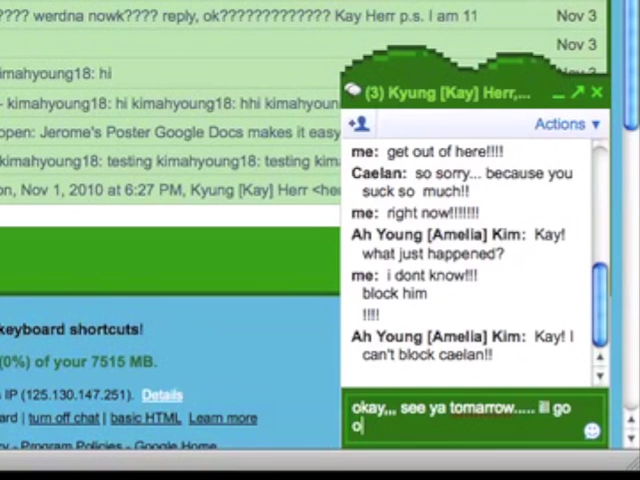 ???? werdna nowk???? reply, ok????????????? Kay Herr p.s. I am 11
Nov 3
Nov 3
imahyoung18: hi
- kimahyoung18: hi kimahyoung18: hhi kimahyoun
open: Jerome's Poster Google Docs makes it easy
imahyoung18: testing kimahyoung18: testing kim
on, Nov 1, 2010 at 6:27 PM, Kyung [Kay] Herr <he
(3) Kyung [Kay] Herr,...
Actions ▼
me: get out of here!!!!
Caelan: so sorry... because you
suck so much!!
me: right now!!!!!!!
Ah Young [Amelia] Kim: Kay!
what just happened?
me: i dont know!!!
block him
!!!!
Ah Young [Amelia] Kim: Kay! I
can't block caelan!!
okay,,, see ya tomarrow..... ill go
o
keyboard shortcuts!
(0%) of your 7515 MB.
s IP (125.130.147.251). Details
ard | turn off chat | basic HTML Learn more
cy - Program Policies - Google Home